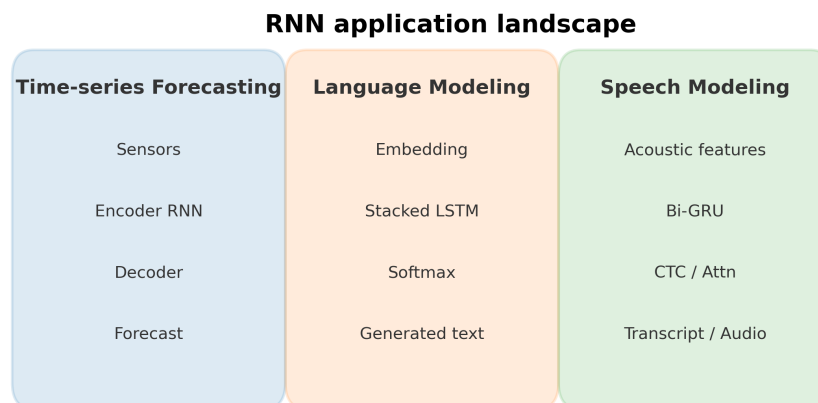 RNN application landscape
Time-series Forecasting
Sensors
Encoder RNN
Decoder
Forecast
Language Modeling
Embedding
Stacked LSTM
Softmax
Generated text
Speech Modeling
Acoustic features
Bi-GRU
CTC / Attn
Transcript / Audio